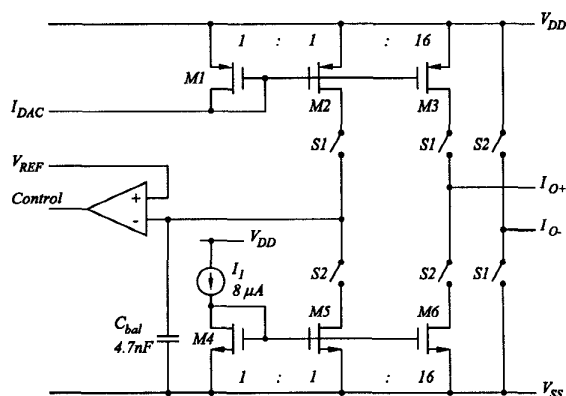 V_DD
1 : 1 : 16
M1 M2 M3
I_DAC
S1 S1 S2
V_REF
Control
+
-
I_O+
I_O-
V_DD
S2 S2 S1
I_1
8 μA
C_bal
4.7nF
M4 M5 M6
V_SS
1 : 1 : 16